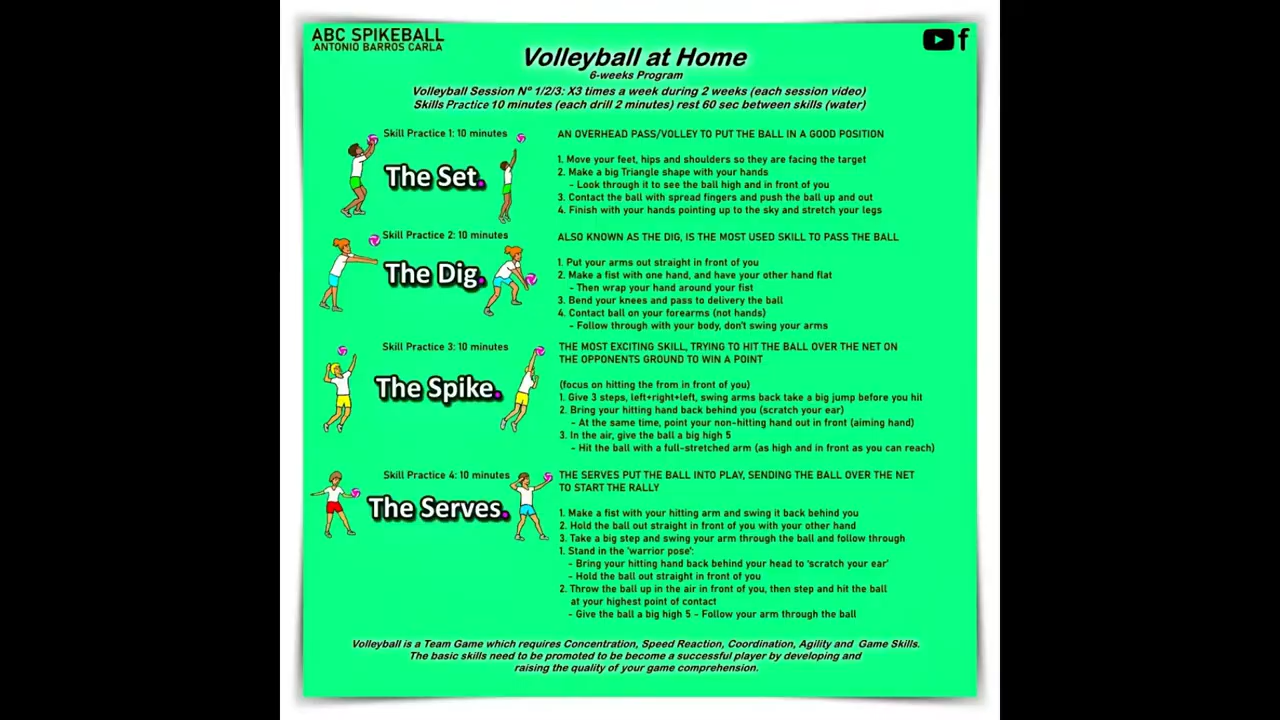 ABC SPIKEBALL
ANTONIO BARROS CARLA
f
Volleyball at Home
6-weeks Program
Volleyball Session Nº 1/2/3: X3 times a week during 2 weeks (each session video)
Skills Practice 10 minutes (each drill 2 minutes) rest 60 sec between skills (water)
Skill Practice 1: 10 minutes
The Set.
AN OVERHEAD PASS/VOLLEY TO PUT THE BALL IN A GOOD POSITION
1. Move your feet, hips and shoulders so they are facing the target
2. Make a big Triangle shape with your hands
- Look through it to see the ball high and in front of you
3. Contact the ball with spread fingers and push the ball up and out
4. Finish with your hands pointing up to the sky and stretch your legs
Skill Practice 2: 10 minutes
The Dig.
ALSO KNOWN AS THE DIG, IS THE MOST USED SKILL TO PASS THE BALL
1. Put your arms out straight in front of you
2. Make a fist with one hand, and have your other hand flat
- Then wrap your hand around your fist
3. Bend your knees and pass to delivery the ball
4. Contact ball on your forearms (not hands)
- Follow through with your body, don't swing your arms
Skill Practice 3: 10 minutes
The Spike.
THE MOST EXCITING SKILL, TRYING TO HIT THE BALL OVER THE NET ON
THE OPPONENTS GROUND TO WIN A POINT
(focus on hitting the from in front of you)
1. Give 3 steps, left+right+left, swing arms back take a big jump before you hit
2. Bring your hitting hand back behind you (scratch your ear)
- At the same time, point your non-hitting hand out in front (aiming hand)
3. In the air, give the ball a big high 5
- Hit the ball with a full-stretched arm (as high and in front as you can reach)
Skill Practice 4: 10 minutes
The Serves.
THE SERVES PUT THE BALL INTO PLAY, SENDING THE BALL OVER THE NET
TO START THE RALLY
1. Make a fist with your hitting arm and swing it back behind you
2. Hold the ball out straight in front of you with your other hand
3. Take a big step and swing your arm through the ball and follow through
1. Stand in the 'warrior pose':
- Bring your hitting hand back behind your head to 'scratch your ear'
- Hold the ball out straight in front of you
2. Throw the ball up in the air in front of you, then step and hit the ball
at your highest point of contact
- Give the ball a big high 5 - Follow your arm through the ball
Volleyball is a Team Game which requires Concentration, Speed Reaction, Coordination, Agility and Game Skills.
The basic skills need to be promoted to be become a successful player by developing and
raising the quality of your game comprehension.